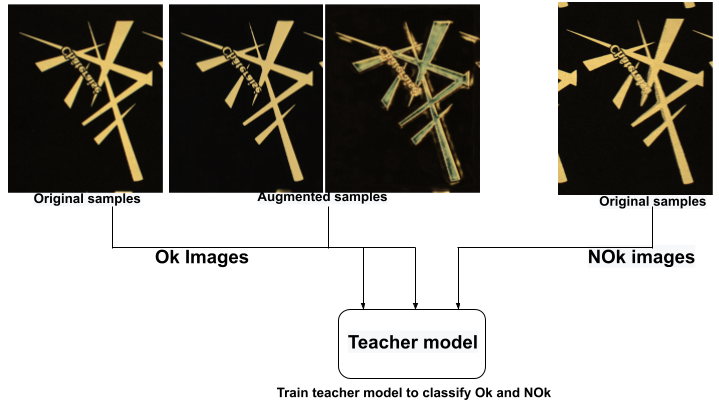 Original samples
Augmented samples
Original samples
Ok Images
NOk images
Teacher model
Train teacher model to classify Ok and NOk